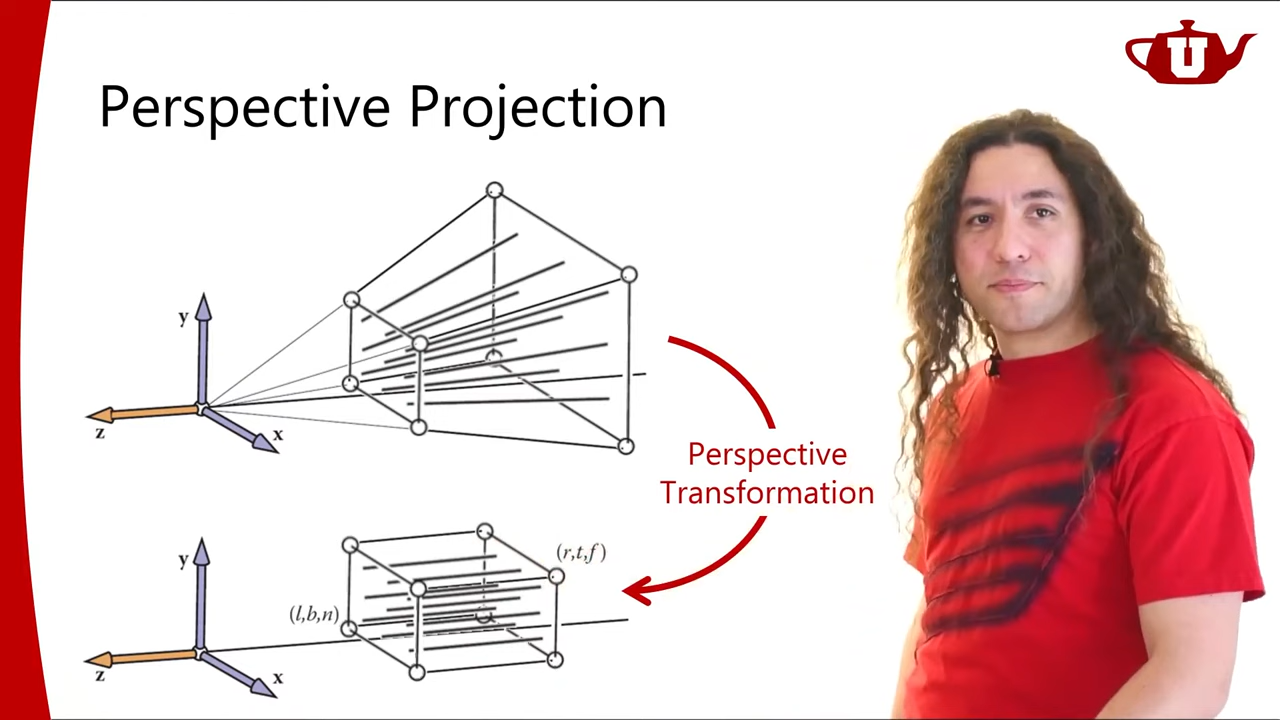 U
Perspective Projection
y
z
x
Perspective
Transformation
y
(r,t,f)
(l,b,n)
z
x